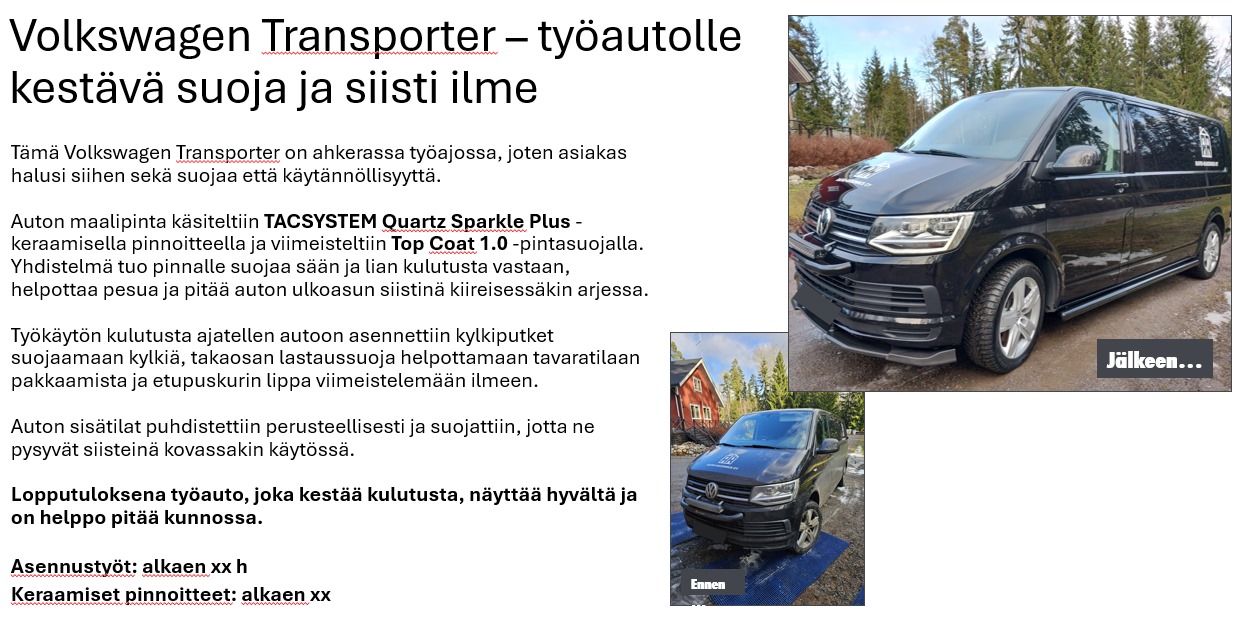 Volkswagen Transporter – työautolle
kestävä suoja ja siisti ilme
Tämä Volkswagen Transporter on ahkerassa työajossa, joten asiakas
halusi siihen sekä suojaa että käytännöllisyyttä.
Auton maalipinta käsiteltiin TACSYSTEM Quartz Sparkle Plus -
keraamisella pinnoitteella ja viimeisteltiin Top Coat 1.0 -pintasuojalla.
Yhdistelmä tuo pinnalle suojaa sään ja lian kulutusta vastaan,
helpottaa pesua ja pitää auton ulkoasun siistinä kiireisessäkin arjessa.
Työkäytön kulutusta ajatellen autoon asennettiin kylkiputket
suojaamaan kylkiä, takaosan lastaussuoja helpottamaan tavaratilaan
pakkaamista ja etupuskurin lippa viimeistelemään ilmeen.
Auton sisätilat puhdistettiin perusteellisesti ja suojattiin, jotta ne
pysyvät siisteinä kovassakin käytössä.
Lopputuloksena työauto, joka kestää kulutusta, näyttää hyvältä ja
on helppo pitää kunnossa.
Asennustyöt: alkaen xx h
Keraamiset pinnoitteet: alkaen xx
Jälkeen...
Ennen